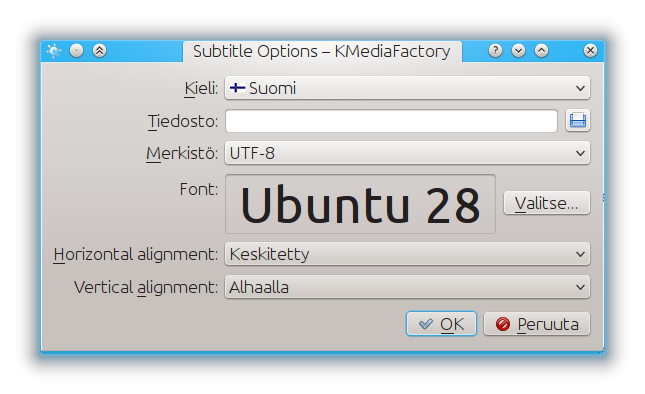 Subtitle Options – KMediaFactory
Kieli: Suomi
Tiedosto:
Merkistö: UTF-8
Font: Ubuntu 28 Valitse...
Horizontal alignment: Keskitetty
Vertical alignment: Alhaalla
OK Peruuta